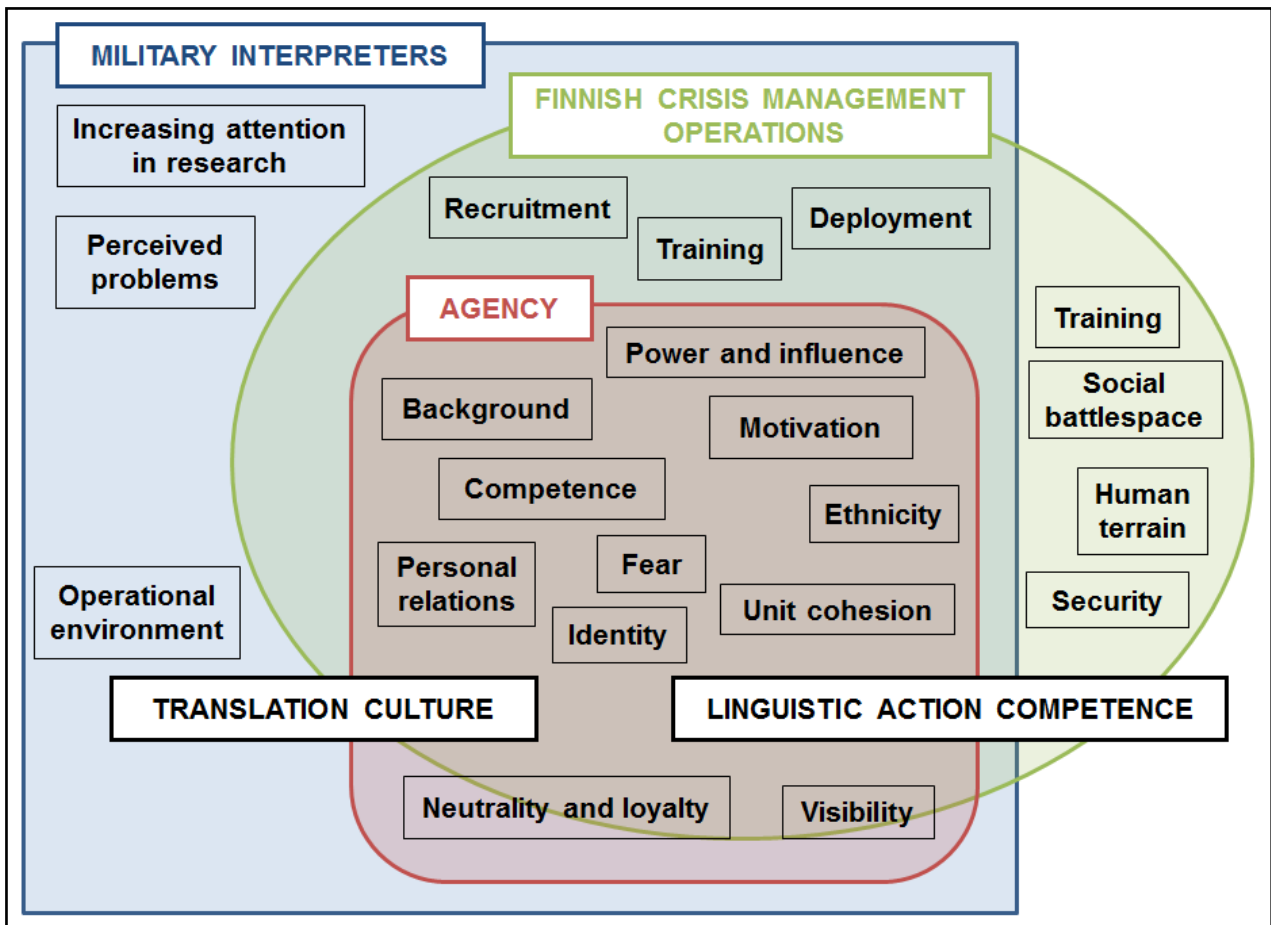 MILITARY INTERPRETERS
FINNISH CRISIS MANAGEMENT
OPERATIONS
Increasing attention
in research
Recruitment
Deployment
Training
Perceived
problems
AGENCY
Training
Power and influence
Social
battlespace
Background
Motivation
Competence
Human
terrain
Ethnicity
Personal
relations
Fear
Operational
environment
Unit cohesion
Security
Identity
TRANSLATION CULTURE
LINGUISTIC ACTION COMPETENCE
Neutrality and loyalty
Visibility